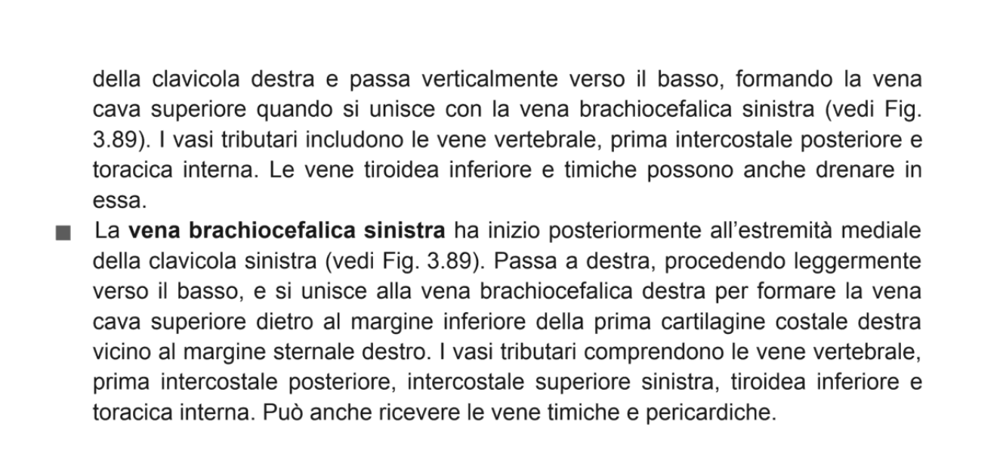 della clavicola destra e passa verticalmente verso il basso, formando la vena
cava superiore quando si unisce con la vena brachiocefalica sinistra (vedi Fig.
3.89). I vasi tributari includono le vene vertebrale, prima intercostale posteriore e
toracica interna. Le vene tiroidea inferiore e timiche possono anche drenare in
essa.
■ La vena brachiocefalica sinistra ha inizio posteriormente all’estremità mediale
della clavicola sinistra (vedi Fig. 3.89). Passa a destra, procedendo leggermente
verso il basso, e si unisce alla vena brachiocefalica destra per formare la vena
cava superiore dietro al margine inferiore della prima cartilagine costale destra
vicino al margine sternale destro. I vasi tributari comprendono le vene vertebrale,
prima intercostale posteriore, intercostale superiore sinistra, tiroidea inferiore e
toracica interna. Può anche ricevere le vene timiche e pericardiche.